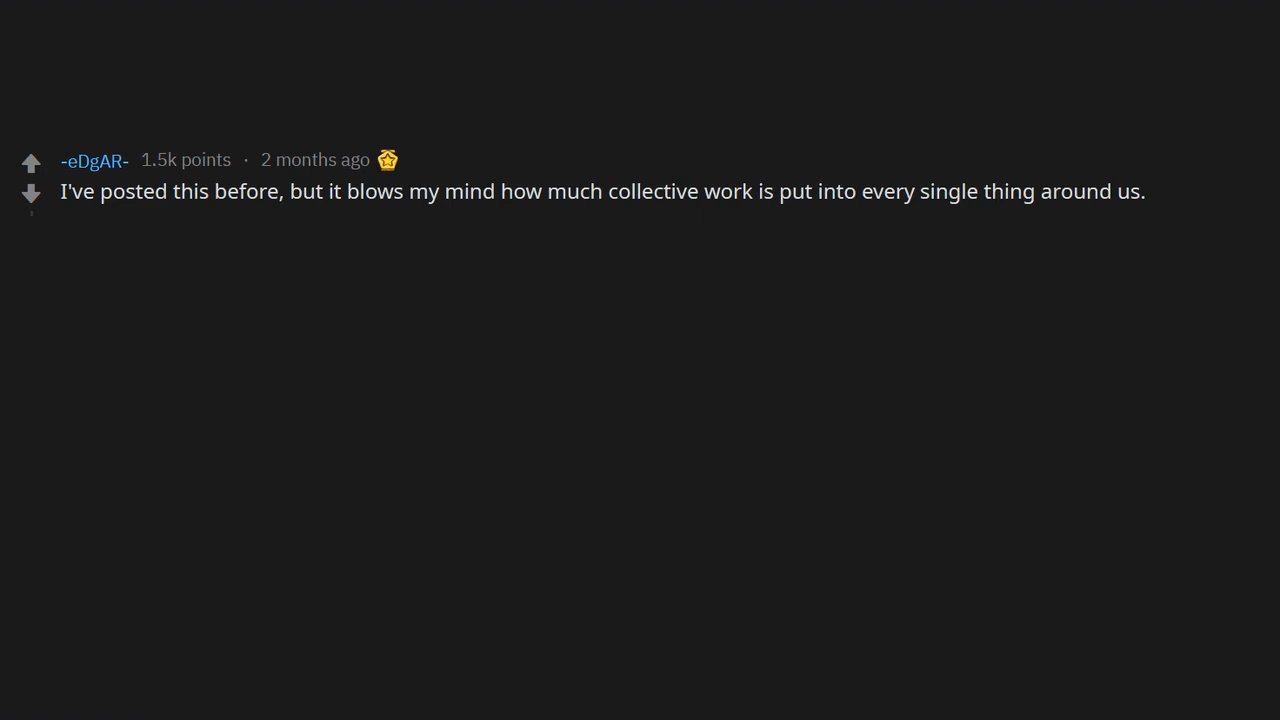 -eDgAR- 1.5k points · 2 months ago
I've posted this before, but it blows my mind how much collective work is put into every single thing around us.